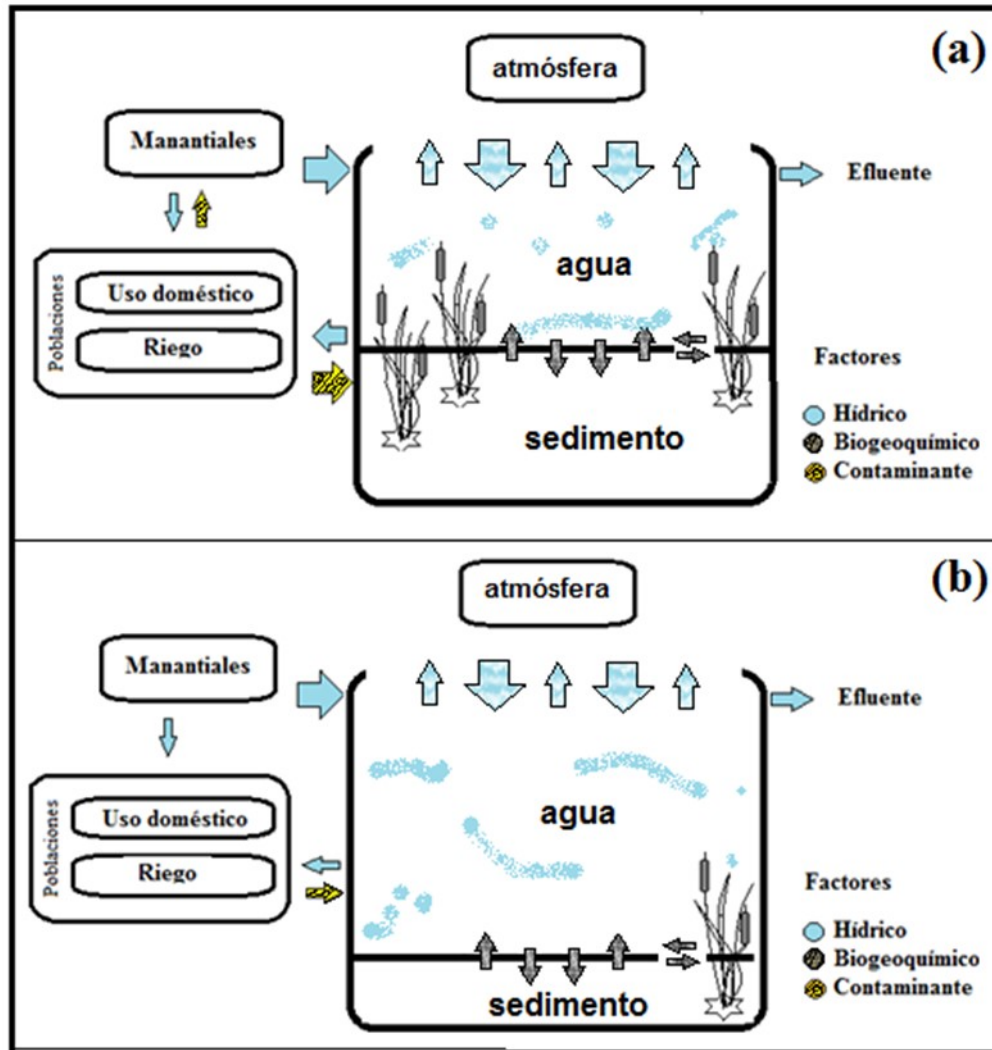 (a)
atmósfera
Manantiales
Efluente
agua
Poblaciones
Uso doméstico
Riego
Factores
Hídrico
Biogeoquímico
Contaminante
sedimento
(b)
atmósfera
Manantiales
Efluente
agua
Poblaciones
Uso doméstico
Riego
Factores
Hídrico
Biogeoquímico
Contaminante
sedimento